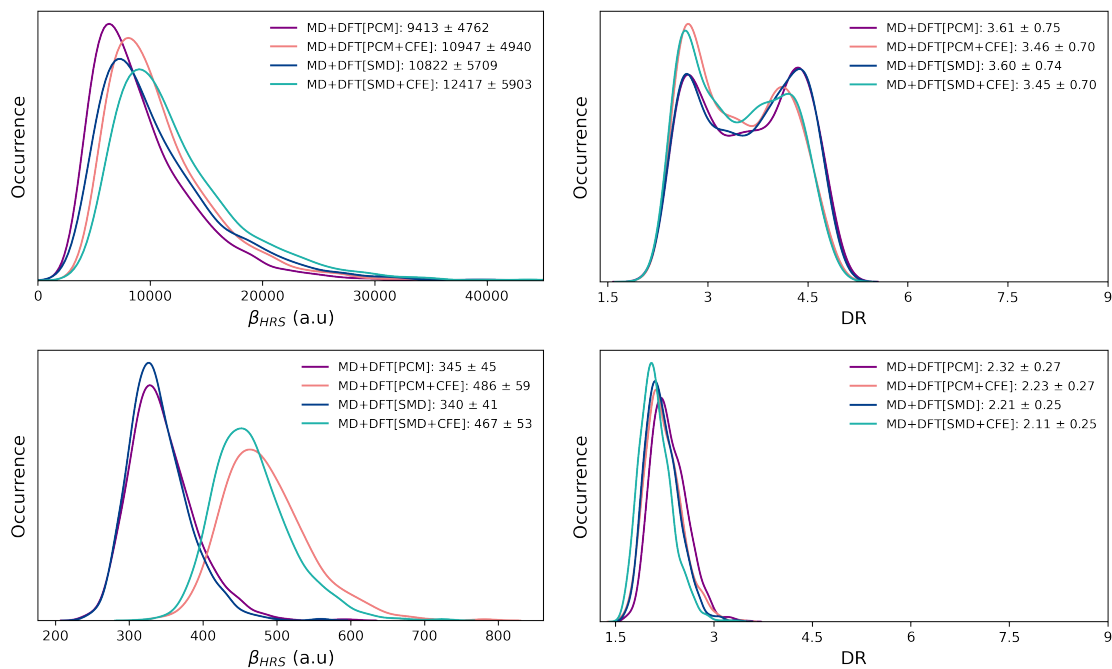 MD+DFT[PCM]: 9413 ± 4762
MD+DFT[PCM+CFE]: 10947 ± 4940
MD+DFT[SMD]: 10822 ± 5709
MD+DFT[SMD+CFE]: 12417 ± 5903
Occurrence
0 10000 20000 30000 40000
β_HRS (a.u)
MD+DFT[PCM]: 3.61 ± 0.75
MD+DFT[PCM+CFE]: 3.46 ± 0.70
MD+DFT[SMD]: 3.60 ± 0.74
MD+DFT[SMD+CFE]: 3.45 ± 0.70
Occurrence
1.5 3 4.5 6 7.5 9
DR
MD+DFT[PCM]: 345 ± 45
MD+DFT[PCM+CFE]: 486 ± 59
MD+DFT[SMD]: 340 ± 41
MD+DFT[SMD+CFE]: 467 ± 53
Occurrence
200 300 400 500 600 700 800
β_HRS (a.u)
MD+DFT[PCM]: 2.32 ± 0.27
MD+DFT[PCM+CFE]: 2.23 ± 0.27
MD+DFT[SMD]: 2.21 ± 0.25
MD+DFT[SMD+CFE]: 2.11 ± 0.25
Occurrence
1.5 3 4.5 6 7.5 9
DR